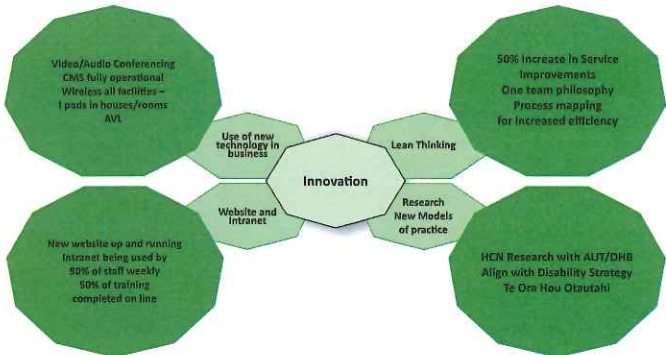 Video/Audio Conferencing
CMS fully operational
Wireless all facilities –
I pads in houses/rooms
AVL
Use of new
technology in
business
50% Increase in Service
Improvements
One team philosophy
Process mapping
for increased efficiency
Lean Thinking
Innovation
Website and
Intranet
New website up and running
Intranet being used by
90% of staff weekly
50% of training
completed on line
Research
New Models
of practice
HCN Research with AUT/DHB
Align with Disability Strategy
Te Ora Hou Otautahi